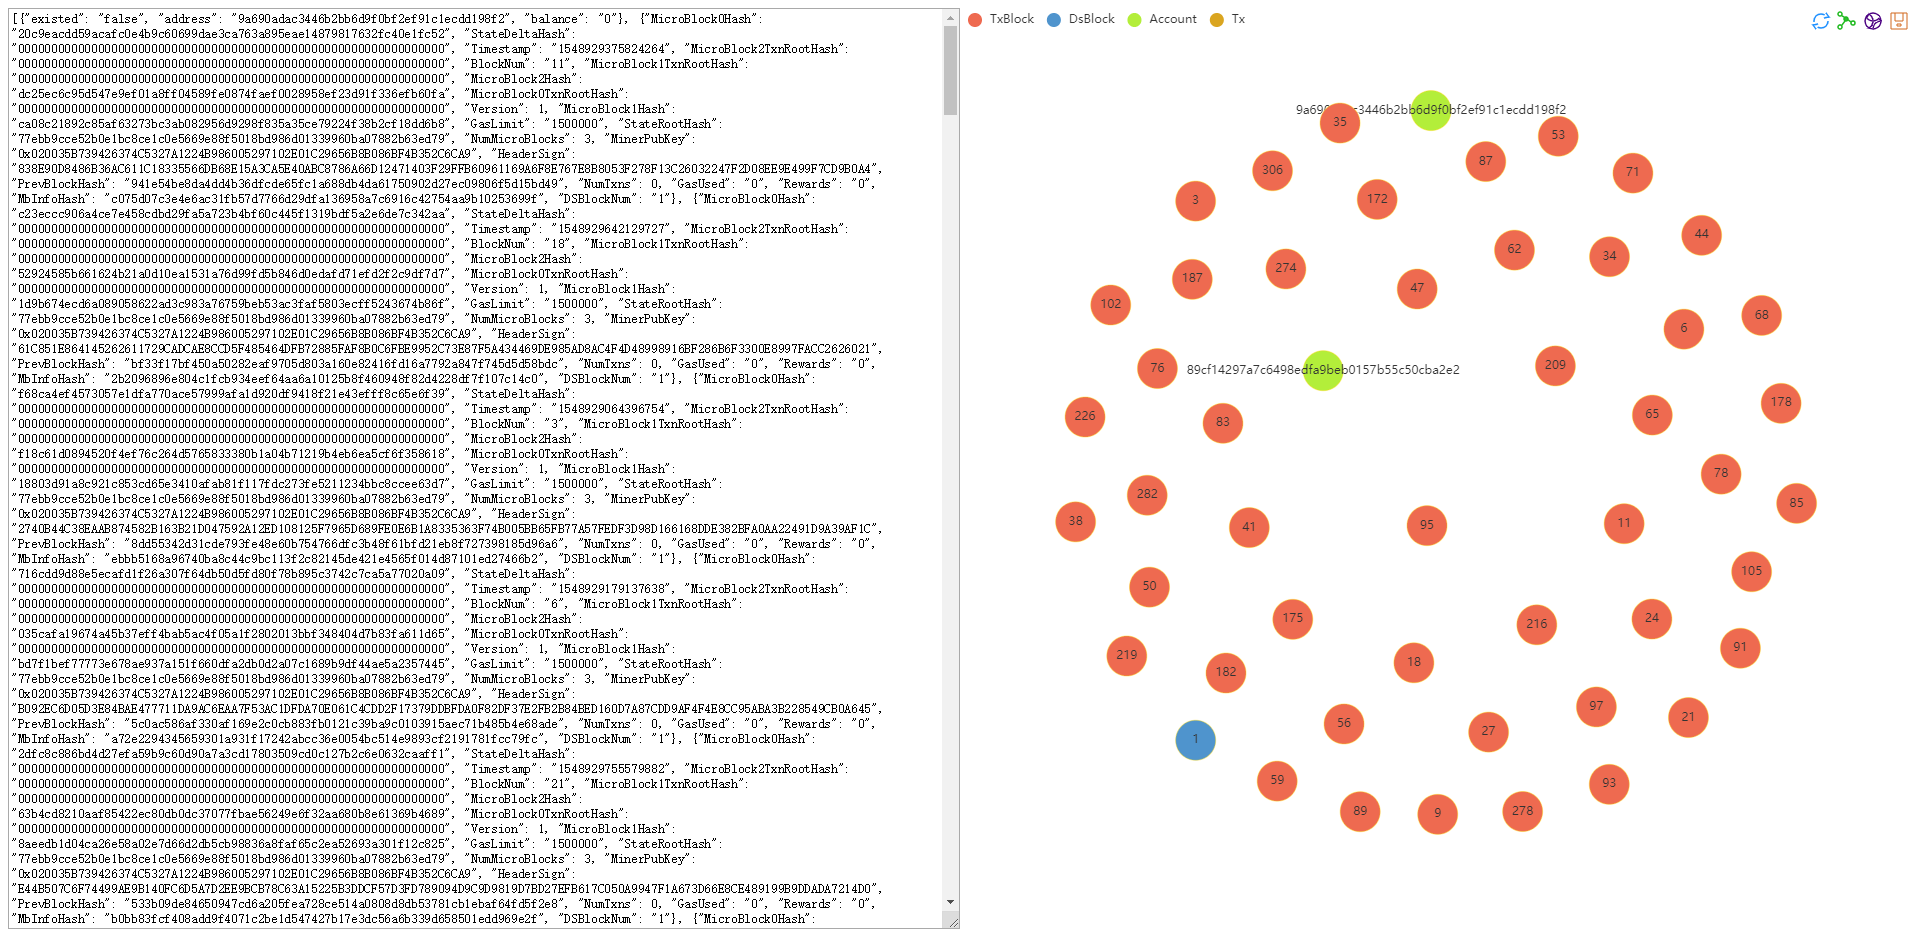 [{"existed": "false", "address": "9a690adac3446b2bb6d9f0bf2ef91c1ecdd198f2", "balance": "0"}, {"MicroBlock0Hash":
"20c9eacdd59acafc0e4b9c60699dae3ca763a895eae14879817632fc40e1fc52", "StateDeltaHash":
"0000000000000000000000000000000000000000000000000000000000000000", "Timestamp": "1548929375824264", "MicroBlock2TxnRootHash":
"0000000000000000000000000000000000000000000000000000000000000000", "BlockNum": "11", "MicroBlock1TxnRootHash":
"0000000000000000000000000000000000000000000000000000000000000000", "MicroBlock2Hash":
"dc25ec6c95d547e9ef01a8ff04589fe0874faef0028958ef23d91f336efb60fa", "MicroBlock0TxnRootHash":
"0000000000000000000000000000000000000000000000000000000000000000", "Version": 1, "MicroBlock1Hash":
"ca08c21892c85af63273bc3ab082956d9298f835a35ce79224f38b2cf18dd6b8", "GasLimit": "1500000", "StateRootHash":
"77ebb9cce52b0e1bc8ce1c0e5669e88f5018bd986d01339960ba07882b63ed79", "NumMicroBlocks": 3, "MinerPubKey":
"0x020035B739426374C5327A1224B986005297102E01C29656B8B086BF4B352C6CA9", "HeaderSign":
"838E90D8486B36AC611C18335566DB68E15A3CA5E40ABC8786A66D12471403F29FFB60961169A6F8E767E8B8053F278F13C26032247F2D08EE9E499F7CD9B0A4",
"PrevBlockHash": "941e54be8da4dd4b36dfcde65fc1a688db4da61750902d27ec09806f5d15bd49", "NumTxns": 0, "GasUsed": "0", "Rewards": "0",
"MbInfoHash": "c075d07c3e4e6ac31fb57d7766d29dfa136958a7c6916c42754aa9b10253699f", "DSBlockNum": "1"}, {"MicroBlock0Hash":
"c23eccc906a4ce7e458cdbd29fa5a723b4bf60c445f1319bdf5a2e6de7c342aa", "StateDeltaHash":
"0000000000000000000000000000000000000000000000000000000000000000", "Timestamp": "1548929642129727", "MicroBlock2TxnRootHash":
"0000000000000000000000000000000000000000000000000000000000000000", "BlockNum": "18", "MicroBlock1TxnRootHash":
"0000000000000000000000000000000000000000000000000000000000000000", "MicroBlock2Hash":
"52924585b661624b21a0d10ea1531a76d99fd5b846d0edafd71efd2f2c9df7d7", "MicroBlock0TxnRootHash":
"0000000000000000000000000000000000000000000000000000000000000000", "Version": 1, "MicroBlock1Hash":
"1d9b674ecd6a089058622ad3c983a76759beb53ac3faf5803ecff5243674b86f", "GasLimit": "1500000", "StateRootHash":
"77ebb9cce52b0e1bc8ce1c0e5669e88f5018bd986d01339960ba07882b63ed79", "NumMicroBlocks": 3, "MinerPubKey":
"0x020035B739426374C5327A1224B986005297102E01C29656B8B086BF4B352C6CA9", "HeaderSign":
"61C851E864145262611729CADCAE8CCD5F485464DFB72885FAF8B0C6FBE9952C73E87F5A434469DE985AD8AC4F4D48998916BF286B6F3300E8997FACC2626021",
"PrevBlockHash": "bf33f17bf450a50282eaf9705d803a160e82416fd16a7792a847f745d5d58bdc", "NumTxns": 0, "GasUsed": "0", "Rewards": "0",
"MbInfoHash": "2b2096896e804c1fcb934eef64aa6a10125b8f460948f82d4228df7f107c14c0", "DSBlockNum": "1"}, {"MicroBlock0Hash":
"f68ca4ef4573057e1dfa770ace57999afa1d920df9418f21e43efff8c65e6f39", "StateDeltaHash":
"0000000000000000000000000000000000000000000000000000000000000000", "Timestamp": "1548929064396754", "MicroBlock2TxnRootHash":
"0000000000000000000000000000000000000000000000000000000000000000", "BlockNum": "3", "MicroBlock1TxnRootHash":
"0000000000000000000000000000000000000000000000000000000000000000", "MicroBlock2Hash":
"f18c61d0894520f4ef76c264d5765833380b1a04b71219b4eb6ea5cf6f358618", "MicroBlock0TxnRootHash":
"0000000000000000000000000000000000000000000000000000000000000000", "Version": 1, "MicroBlock1Hash":
"18803d91a8c921c853cd65e3410afab81f117fdc273fe5211234bbc8ccee63d7", "GasLimit": "1500000", "StateRootHash":
"77ebb9cce52b0e1bc8ce1c0e5669e88f5018bd986d01339960ba07882b63ed79", "NumMicroBlocks": 3, "MinerPubKey":
"0x020035B739426374C5327A1224B986005297102E01C29656B8B086BF4B352C6CA9", "HeaderSign":
"2740B44C38EAAB874582B163B21D047592A12ED108125F7965D689FE0E6B1A8335363F74B005BB65FB77A57FEDF3D98D166168DDE382BFA0AA22491D9A39AF1C",
"PrevBlockHash": "8dd55342d31cde793fe48e60b754766dfc3b48f61bfd21eb8f727398185d96a6", "NumTxns": 0, "GasUsed": "0", "Rewards": "0",
"MbInfoHash": "ebbb5168a96740ba8c44c9bc113f2c82145de421e4565f014d87101ed27466b2", "DSBlockNum": "1"}, {"MicroBlock0Hash":
"716cdd9d88e5ecafd1f26a307f64db50d5fd80f78b895c3742c7ca5a77020a09", "StateDeltaHash":
"0000000000000000000000000000000000000000000000000000000000000000", "Timestamp": "1548929179137638", "MicroBlock2TxnRootHash":
"0000000000000000000000000000000000000000000000000000000000000000", "BlockNum": "6", "MicroBlock1TxnRootHash":
"0000000000000000000000000000000000000000000000000000000000000000", "MicroBlock2Hash":
"035cafa19674a45b37eff4bab5ac4f05a1f2802013bbf348404d7b83fa611d65", "MicroBlock0TxnRootHash":
"0000000000000000000000000000000000000000000000000000000000000000", "Version": 1, "MicroBlock1Hash":
"bd7f1bef77773e678ae937a151f660dfa2db0d2a07c1689b9df44ae5a2357445", "GasLimit": "1500000", "StateRootHash":
"77ebb9cce52b0e1bc8ce1c0e5669e88f5018bd986d01339960ba07882b63ed79", "NumMicroBlocks": 3, "MinerPubKey":
"0x020035B739426374C5327A1224B986005297102E01C29656B8B086BF4B352C6CA9", "HeaderSign":
"B092EC6D05D3E84BAE477711DA9AC6EAA7F53AC1DFDA70E061C4CDD2F17379DDBFDA0F82DF37E2FB2B84BED160D7A87CDD9AF4F4E8CC95ABA3B228549CB0A645",
"PrevBlockHash": "5c0ac586af330af169e2c0cb883fb0121c39ba9c0103915aec71b485b4e68ade", "NumTxns": 0, "GasUsed": "0", "Rewards": "0",
"MbInfoHash": "a72e2294345659301a931f17242abcc36e0054bc514e9893cf2191781fcc79fc", "DSBlockNum": "1"}, {"MicroBlock0Hash":
"2dfc8c886bd4d27efa59b9c60d90a7a3cd17803509cd0c127b2c6e0632caaff1", "StateDeltaHash":
"0000000000000000000000000000000000000000000000000000000000000000", "Timestamp": "1548929755579882", "MicroBlock2TxnRootHash":
"0000000000000000000000000000000000000000000000000000000000000000", "BlockNum": "21", "MicroBlock1TxnRootHash":
"0000000000000000000000000000000000000000000000000000000000000000", "MicroBlock2Hash":
"63b4cd8210aaf85422ec80db0dc37077fbae56249e6f32aa680b8e61369b4689", "MicroBlock0TxnRootHash":
"0000000000000000000000000000000000000000000000000000000000000000", "Version": 1, "MicroBlock1Hash":
"8aeedb1d04ca26e58a02e7d66d2db5cb98836a8faf65c2ea52693a301f12c825", "GasLimit": "1500000", "StateRootHash":
"77ebb9cce52b0e1bc8ce1c0e5669e88f5018bd986d01339960ba07882b63ed79", "NumMicroBlocks": 3, "MinerPubKey":
"0x020035B739426374C5327A1224B986005297102E01C29656B8B086BF4B352C6CA9", "HeaderSign":
"E44B507C6F74499AE9B140FC6D5A7D2EE9BCB78C63A15225B3DDCF57D3FD789094D9C9D9819D7BD27EFB617C050A9947F1A673D66E8CE489199B9DDADA7214D0",
"PrevBlockHash": "533b09de84650947cd6a205fea728ce514a0808d8db53781cb1ebaf64fd5f2e8", "NumTxns": 0, "GasUsed": "0", "Rewards": "0",
"MbInfoHash": "b0bb83fcf408add9f4071c2be1d547427b17e3dc56a6b339d658501edd969e2f", "DSBlockNum": "1"}, {"MicroBlock0Hash":
TxBlock DsBlock Account Tx
35
53
306
87
71
3
172
44
62
34
187
274
47
102
6
68
76
89cf14297a7c6498edfa9beb0157b55c50cba2e2
209
226
83
65
178
282
78
38
41
95
11
85
50
105
175
216
24
219
182
18
91
1
56
27
97
21
59
89
9
278
93